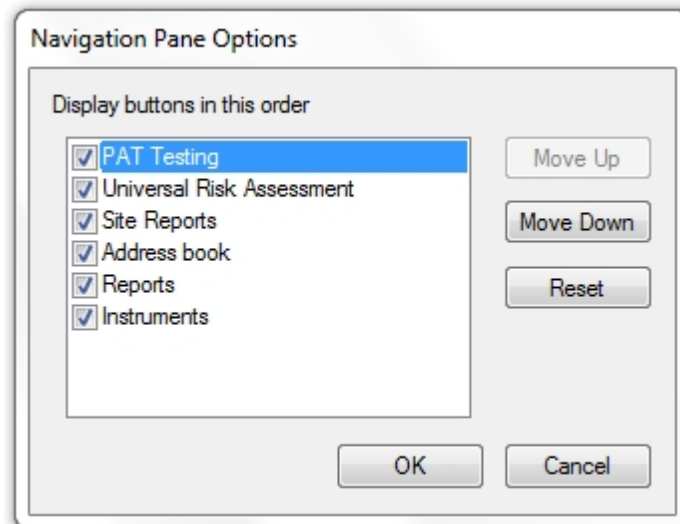 Navigation Pane Options
Display buttons in this order
PAT Testing
Universal Risk Assessment
Site Reports
Address book
Reports
Instruments
Move Up
Move Down
Reset
OK
Cancel